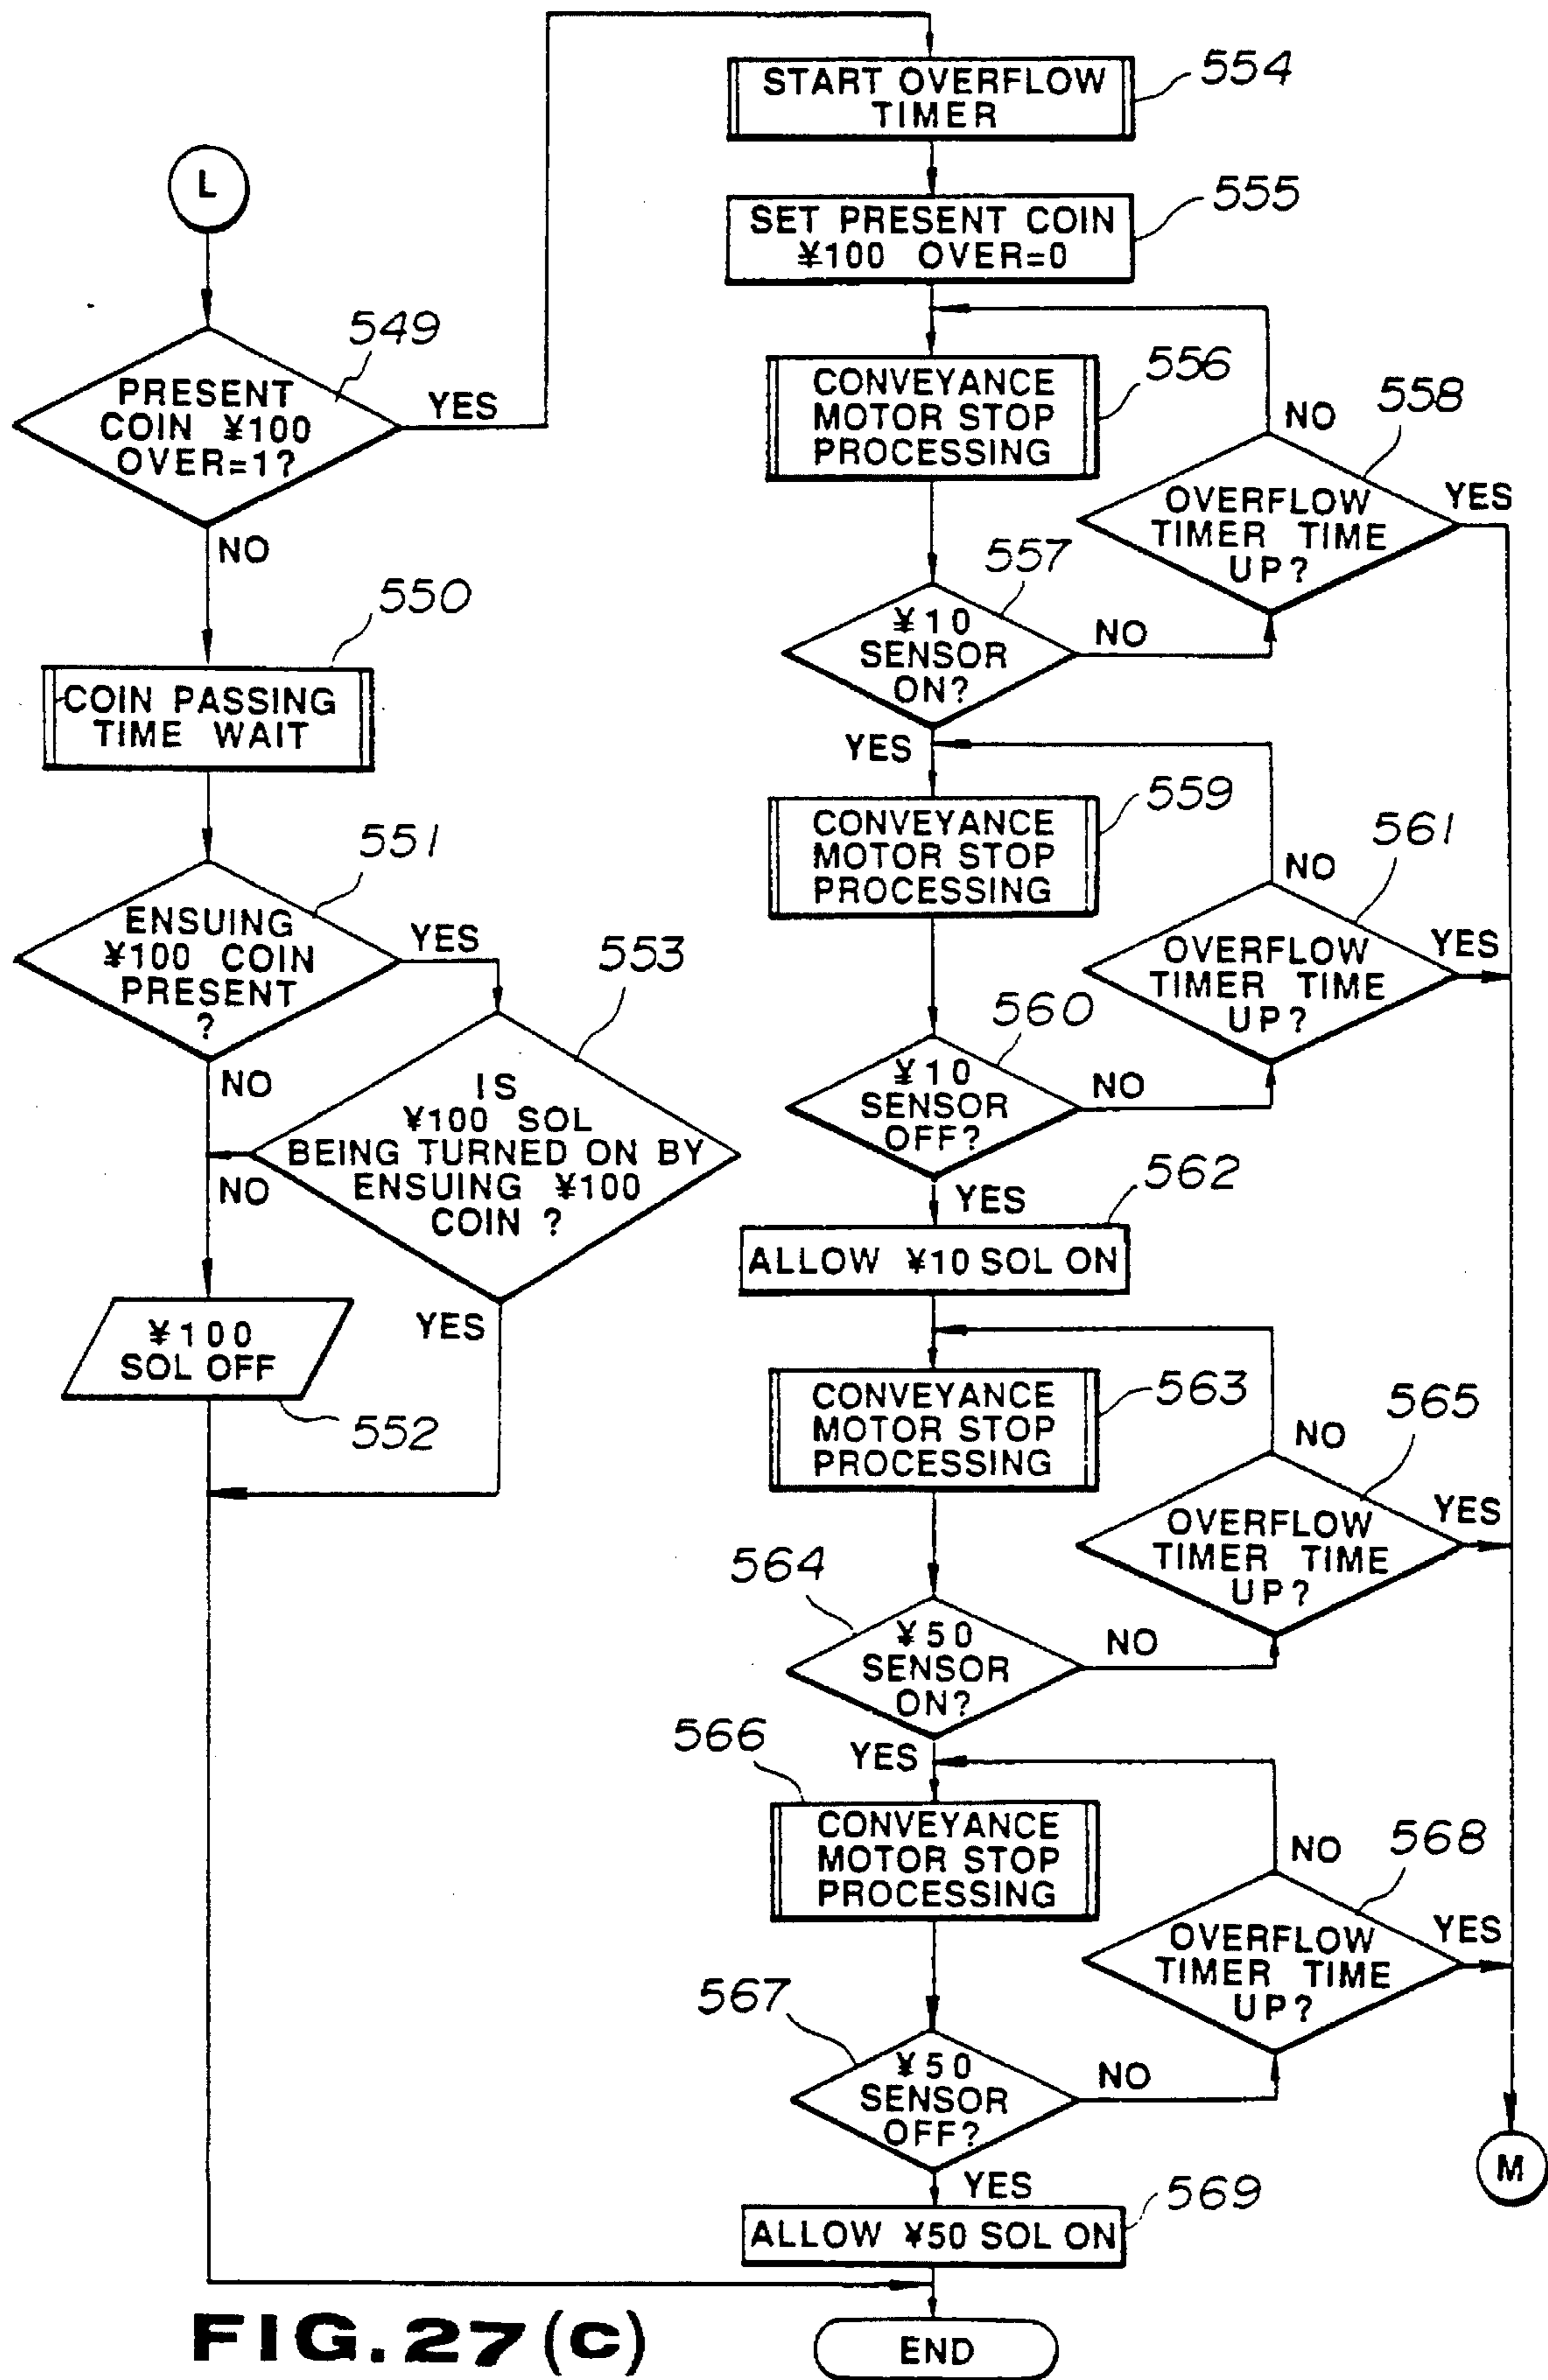 L
549
PRESENT
COIN ¥100
OVER=1?
YES
NO
550
COIN PASSING
TIME WAIT
551
ENSUING
¥100 COIN
PRESENT
?
YES
NO
553
IS
¥100 SOL
BEING TURNED ON BY
ENSUING ¥100
COIN ?
NO
YES
¥100
SOL OFF
552
START OVERFLOW
TIMER
554
SET PRESENT COIN
¥100 OVER=0
555
CONVEYANCE
MOTOR STOP
PROCESSING
556
557
¥10
SENSOR
ON?
NO
YES
558
NO
OVERFLOW
TIMER TIME
UP?
YES
CONVEYANCE
MOTOR STOP
PROCESSING
559
560
¥10
SENSOR
OFF?
NO
YES
561
NO
OVERFLOW
TIMER TIME
UP?
YES
562
ALLOW ¥10 SOL ON
CONVEYANCE
MOTOR STOP
PROCESSING
563
564
¥50
SENSOR
ON?
NO
YES
565
NO
OVERFLOW
TIMER TIME
UP?
YES
566
CONVEYANCE
MOTOR STOP
PROCESSING
567
¥50
SENSOR
OFF?
NO
YES
568
NO
OVERFLOW
TIMER TIME
UP?
YES
M
569
ALLOW ¥50 SOL ON
END
FIG.27(c)